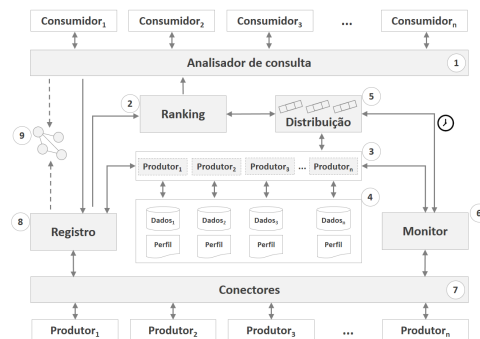 Consumidor1 Consumidor2 Consumidor3 ... Consumidorn
Analisador de consulta 1
2 Ranking
5 Distribuição
9
3
Produtor1 Produtor2 Produtor3 ... Produtorn
4
Dados1 Dados2 Dados3 Dadosn
Perfil Perfil Perfil Perfil
8 Registro
Monitor 6
Conectores 7
Produtor1 Produtor2 Produtor3 ... Produtorn